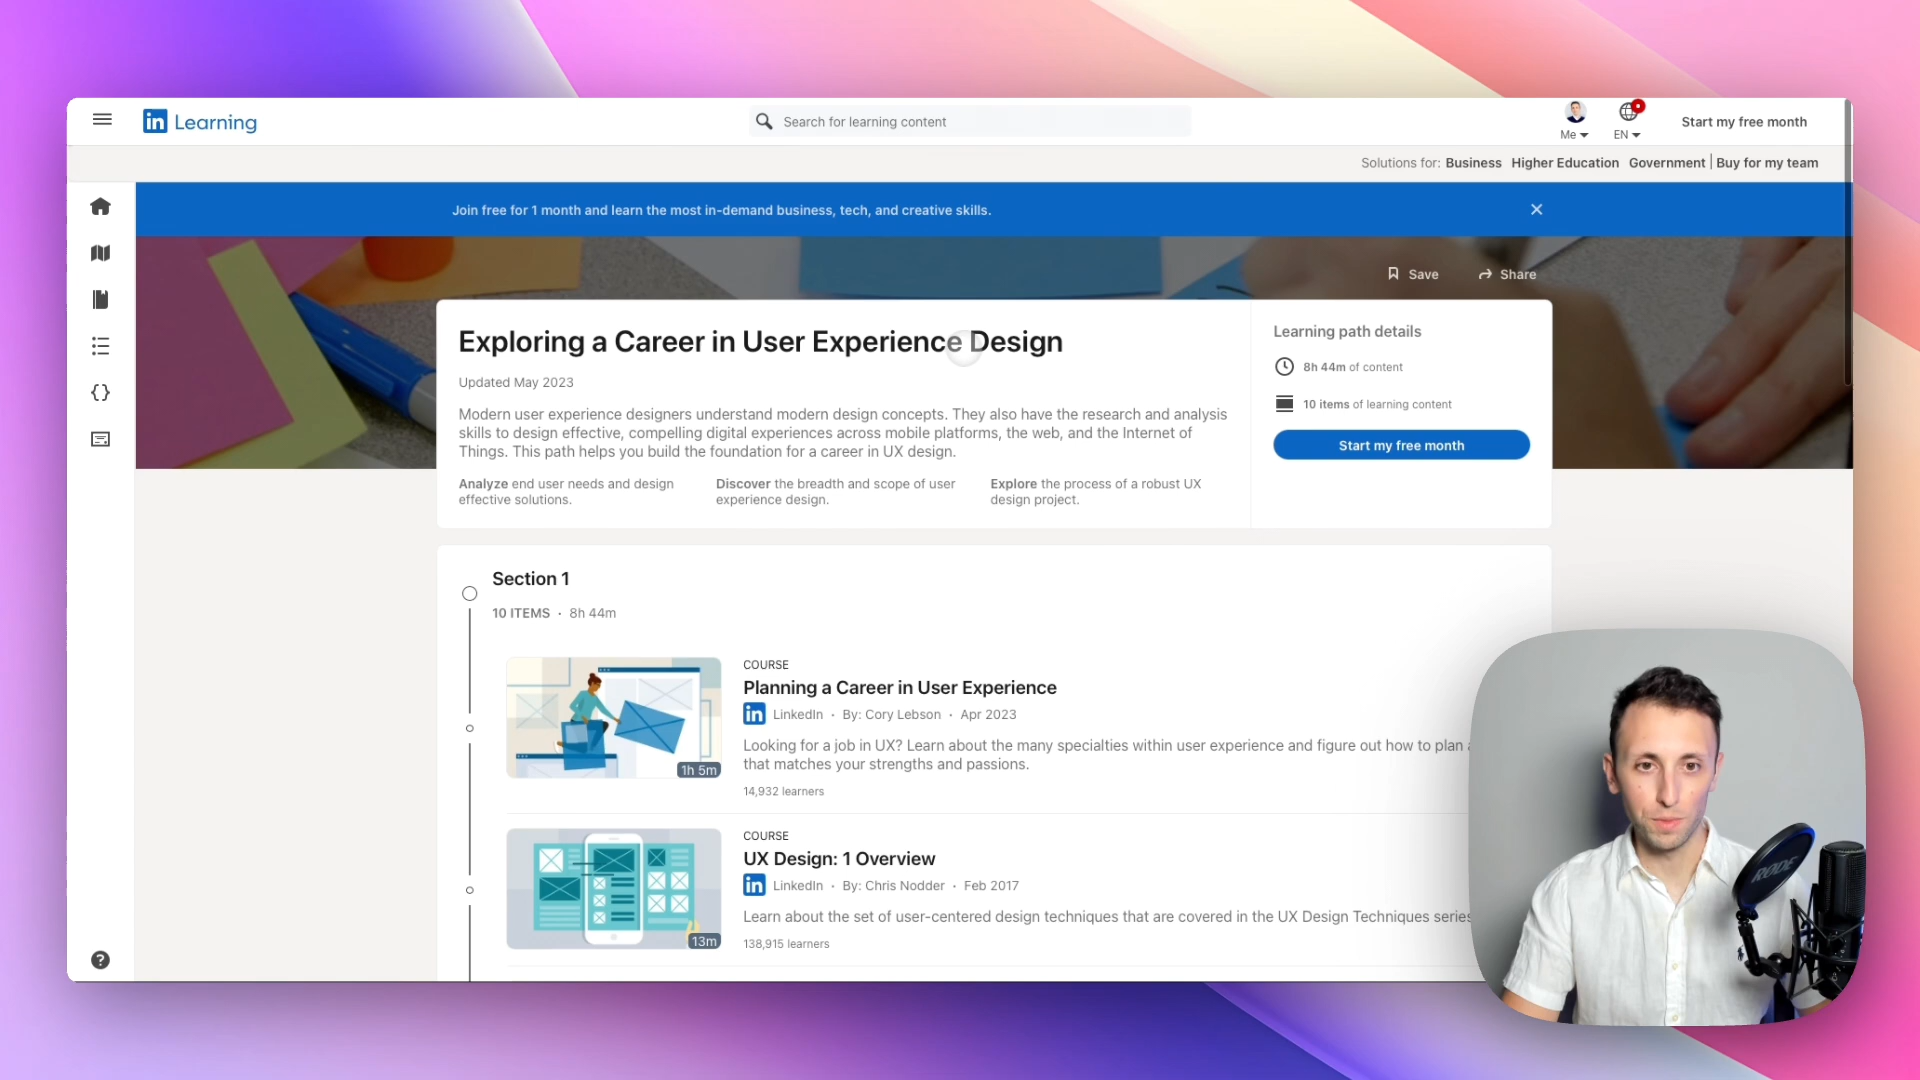 in Learning
Search for learning content
Me
EN
Start my free month
Solutions for: Business Higher Education Government | Buy for my team
Join free for 1 month and learn the most in-demand business, tech, and creative skills.
Save
Share
Exploring a Career in User Experience Design
Updated May 2023
Modern user experience designers understand modern design concepts. They also have the research and analysis
skills to design effective, compelling digital experiences across mobile platforms, the web, and the Internet of
Things. This path helps you build the foundation for a career in UX design.
Analyze end user needs and design
effective solutions.
Discover the breadth and scope of user
experience design.
Explore the process of a robust UX
design project.
Learning path details
8h 44m of content
10 items of learning content
Start my free month
Section 1
10 ITEMS · 8h 44m
1h 5m
COURSE
Planning a Career in User Experience
in LinkedIn · By: Cory Lebson · Apr 2023
Looking for a job in UX? Learn about the many specialties within user experience and figure out how to plan
that matches your strengths and passions.
14,932 learners
13m
COURSE
UX Design: 1 Overview
in LinkedIn · By: Chris Nodder · Feb 2017
Learn about the set of user-centered design techniques that are covered in the UX Design Techniques series
138,915 learners
RODE